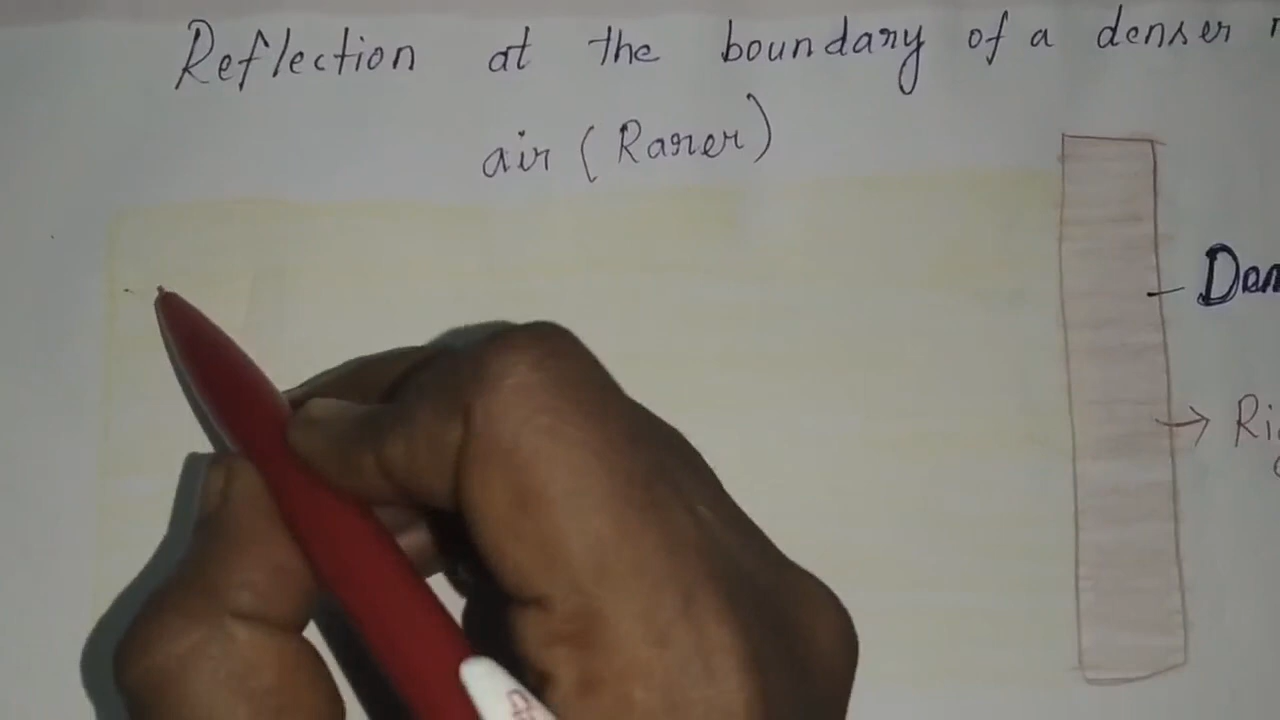 Reflection at the boundary of a denser
air (Rarer)